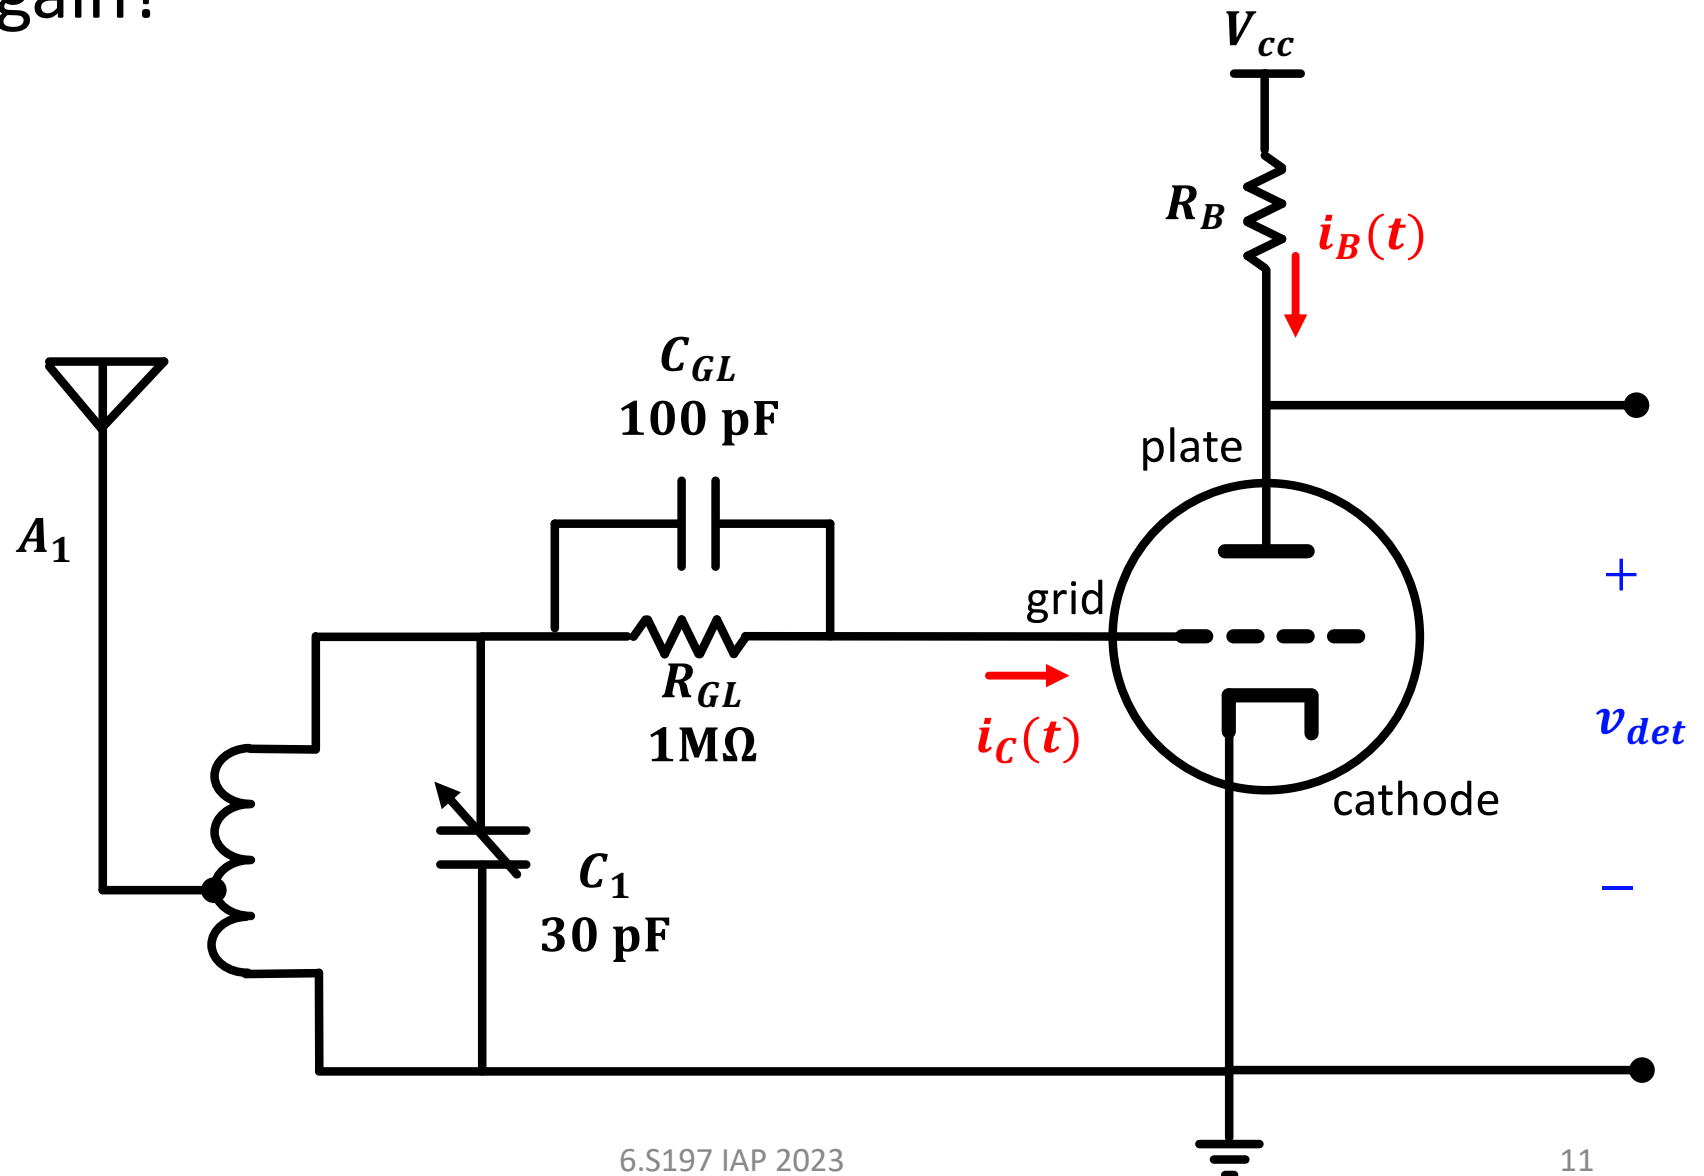 gain?
V_cc
R_B
i_B(t)
C_GL
100 pF
plate
A_1
grid
+
R_GL
1MΩ
i_C(t)
v_det
cathode
C_1
30 pF
−
6.S197 IAP 2023
11